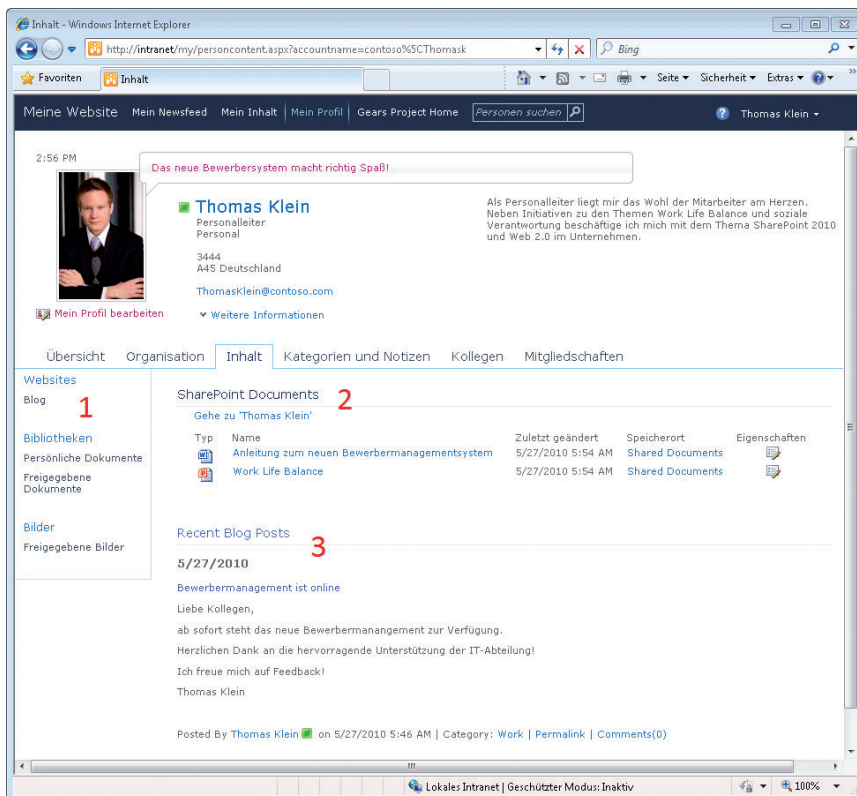 Inhalt - Windows Internet Explorer
http://intranet/my/personcontent.aspx?accountname=contoso%5CThomask
Bing
Favoriten
Inhalt
Seite
Sicherheit
Extras
Meine Website Mein Newsfeed Mein Inhalt Mein Profil Gears Project Home Personen suchen Thomas Klein
2:56 PM
Das neue Bewerbersystem macht richtig Spaß!
Thomas Klein
Personalleiter
Personal
3444
A45 Deutschland
ThomasKlein@contoso.com
Weitere Informationen
Als Personalleiter liegt mir das Wohl der Mitarbeiter am Herzen.
Neben Initiativen zu den Themen Work Life Balance und soziale
Verantwortung beschäftige ich mich mit dem Thema SharePoint 2010
und Web 2.0 im Unternehmen.
Mein Profil bearbeiten
Übersicht Organisation Inhalt Kategorien und Notizen Kollegen Mitgliedschaften
Websites
Blog
1
Bibliotheken
Persönliche Dokumente
Freigegebene
Dokumente
Bilder
Freigegebene Bilder
SharePoint Documents
2
Gehe zu 'Thomas Klein'
Typ Name Zuletzt geändert Speicherort Eigenschaften
Anleitung zum neuen Bewerbermanagementsystem 5/27/2010 5:54 AM Shared Documents
Work Life Balance 5/27/2010 5:54 AM Shared Documents
Recent Blog Posts
3
5/27/2010
Bewerbermanagement ist online
Liebe Kollegen,
ab sofort steht das neue Bewerbermanangement zur Verfügung.
Herzlichen Dank an die hervorragende Unterstützung der IT-Abteilung!
Ich freue mich auf Feedback!
Thomas Klein
Posted By Thomas Klein on 5/27/2010 5:46 AM | Category: Work | Permalink | Comments(0)
Lokales Intranet | Geschützter Modus: Inaktiv
100%